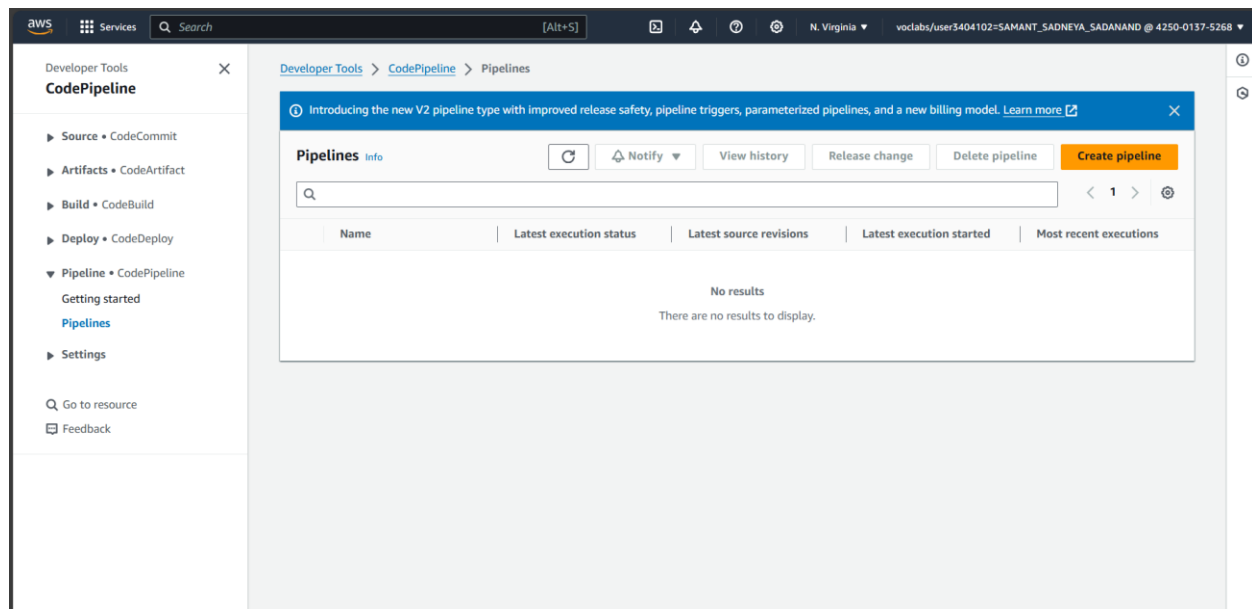 aws Services Search [Alt+S] N. Virginia ▼ voclabs/user3404102=SAMANT_SADNEYA_SADANAND @ 4250-0137-5268 ▼
Developer Tools
CodePipeline
Source • CodeCommit
Artifacts • CodeArtifact
Build • CodeBuild
Deploy • CodeDeploy
Pipeline • CodePipeline
Getting started
Pipelines
Settings
Go to resource
Feedback
Developer Tools > CodePipeline > Pipelines
Introducing the new V2 pipeline type with improved release safety, pipeline triggers, parameterized pipelines, and a new billing model. Learn more
Pipelines Info Notify ▼ View history Release change Delete pipeline Create pipeline
< 1 >
Name Latest execution status Latest source revisions Latest execution started Most recent executions
No results
There are no results to display.